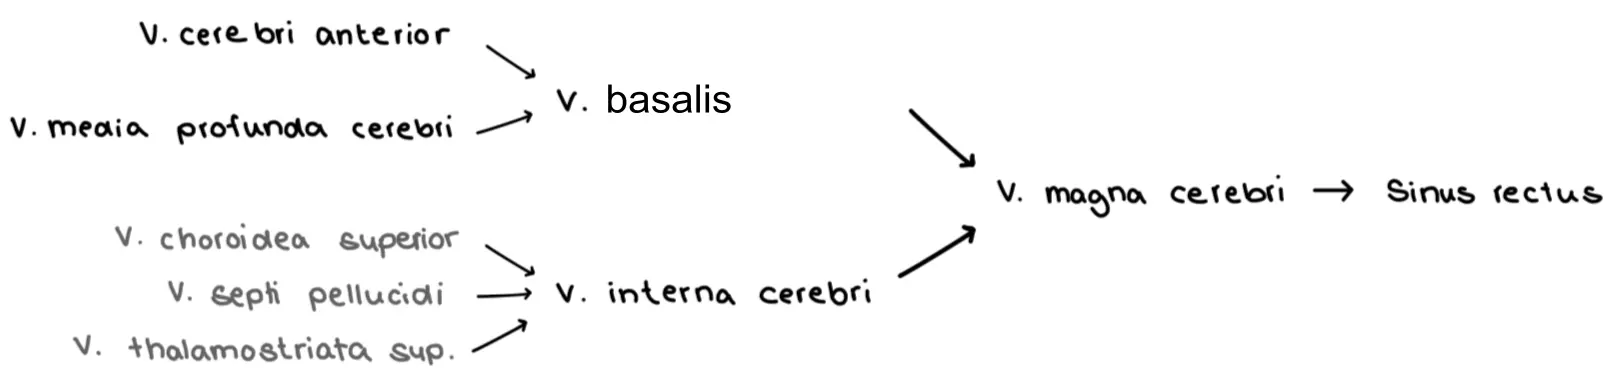 V. cerebri anterior
V. media profunda cerebri
V. basalis
V. choroidea superior
V. septi pellucidi
V. thalamostriata sup.
V. interna cerebri
V. magna cerebri → Sinus rectus